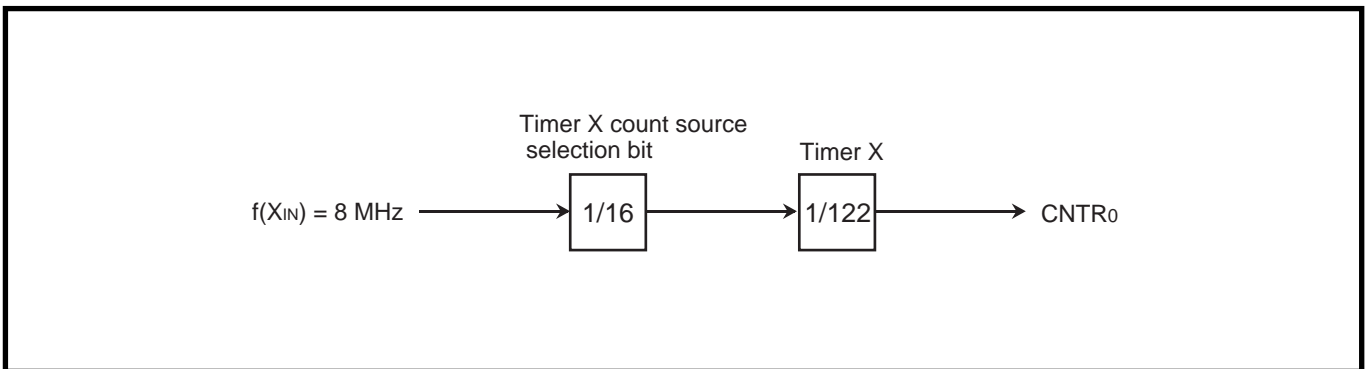 Timer X count source
selection bit
Timer X
f(XIN) = 8 MHz
1/16
1/122
CNTR0